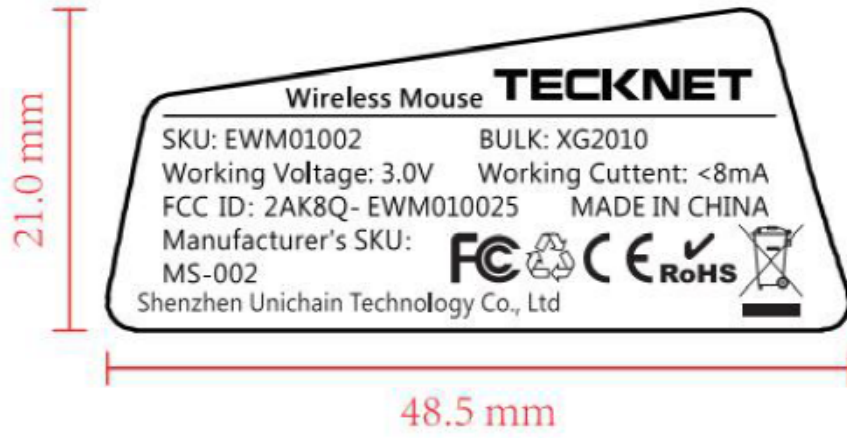 Wireless Mouse TECKNET
SKU: EWM01002 BULK: XG2010
Working Voltage: 3.0V Working Cuttent: <8mA
FCC ID: 2AK8Q- EWM010025 MADE IN CHINA
Manufacturer's SKU:
MS-002
FC CE RoHS
Shenzhen Unichain Technology Co., Ltd
21.0 mm
48.5 mm